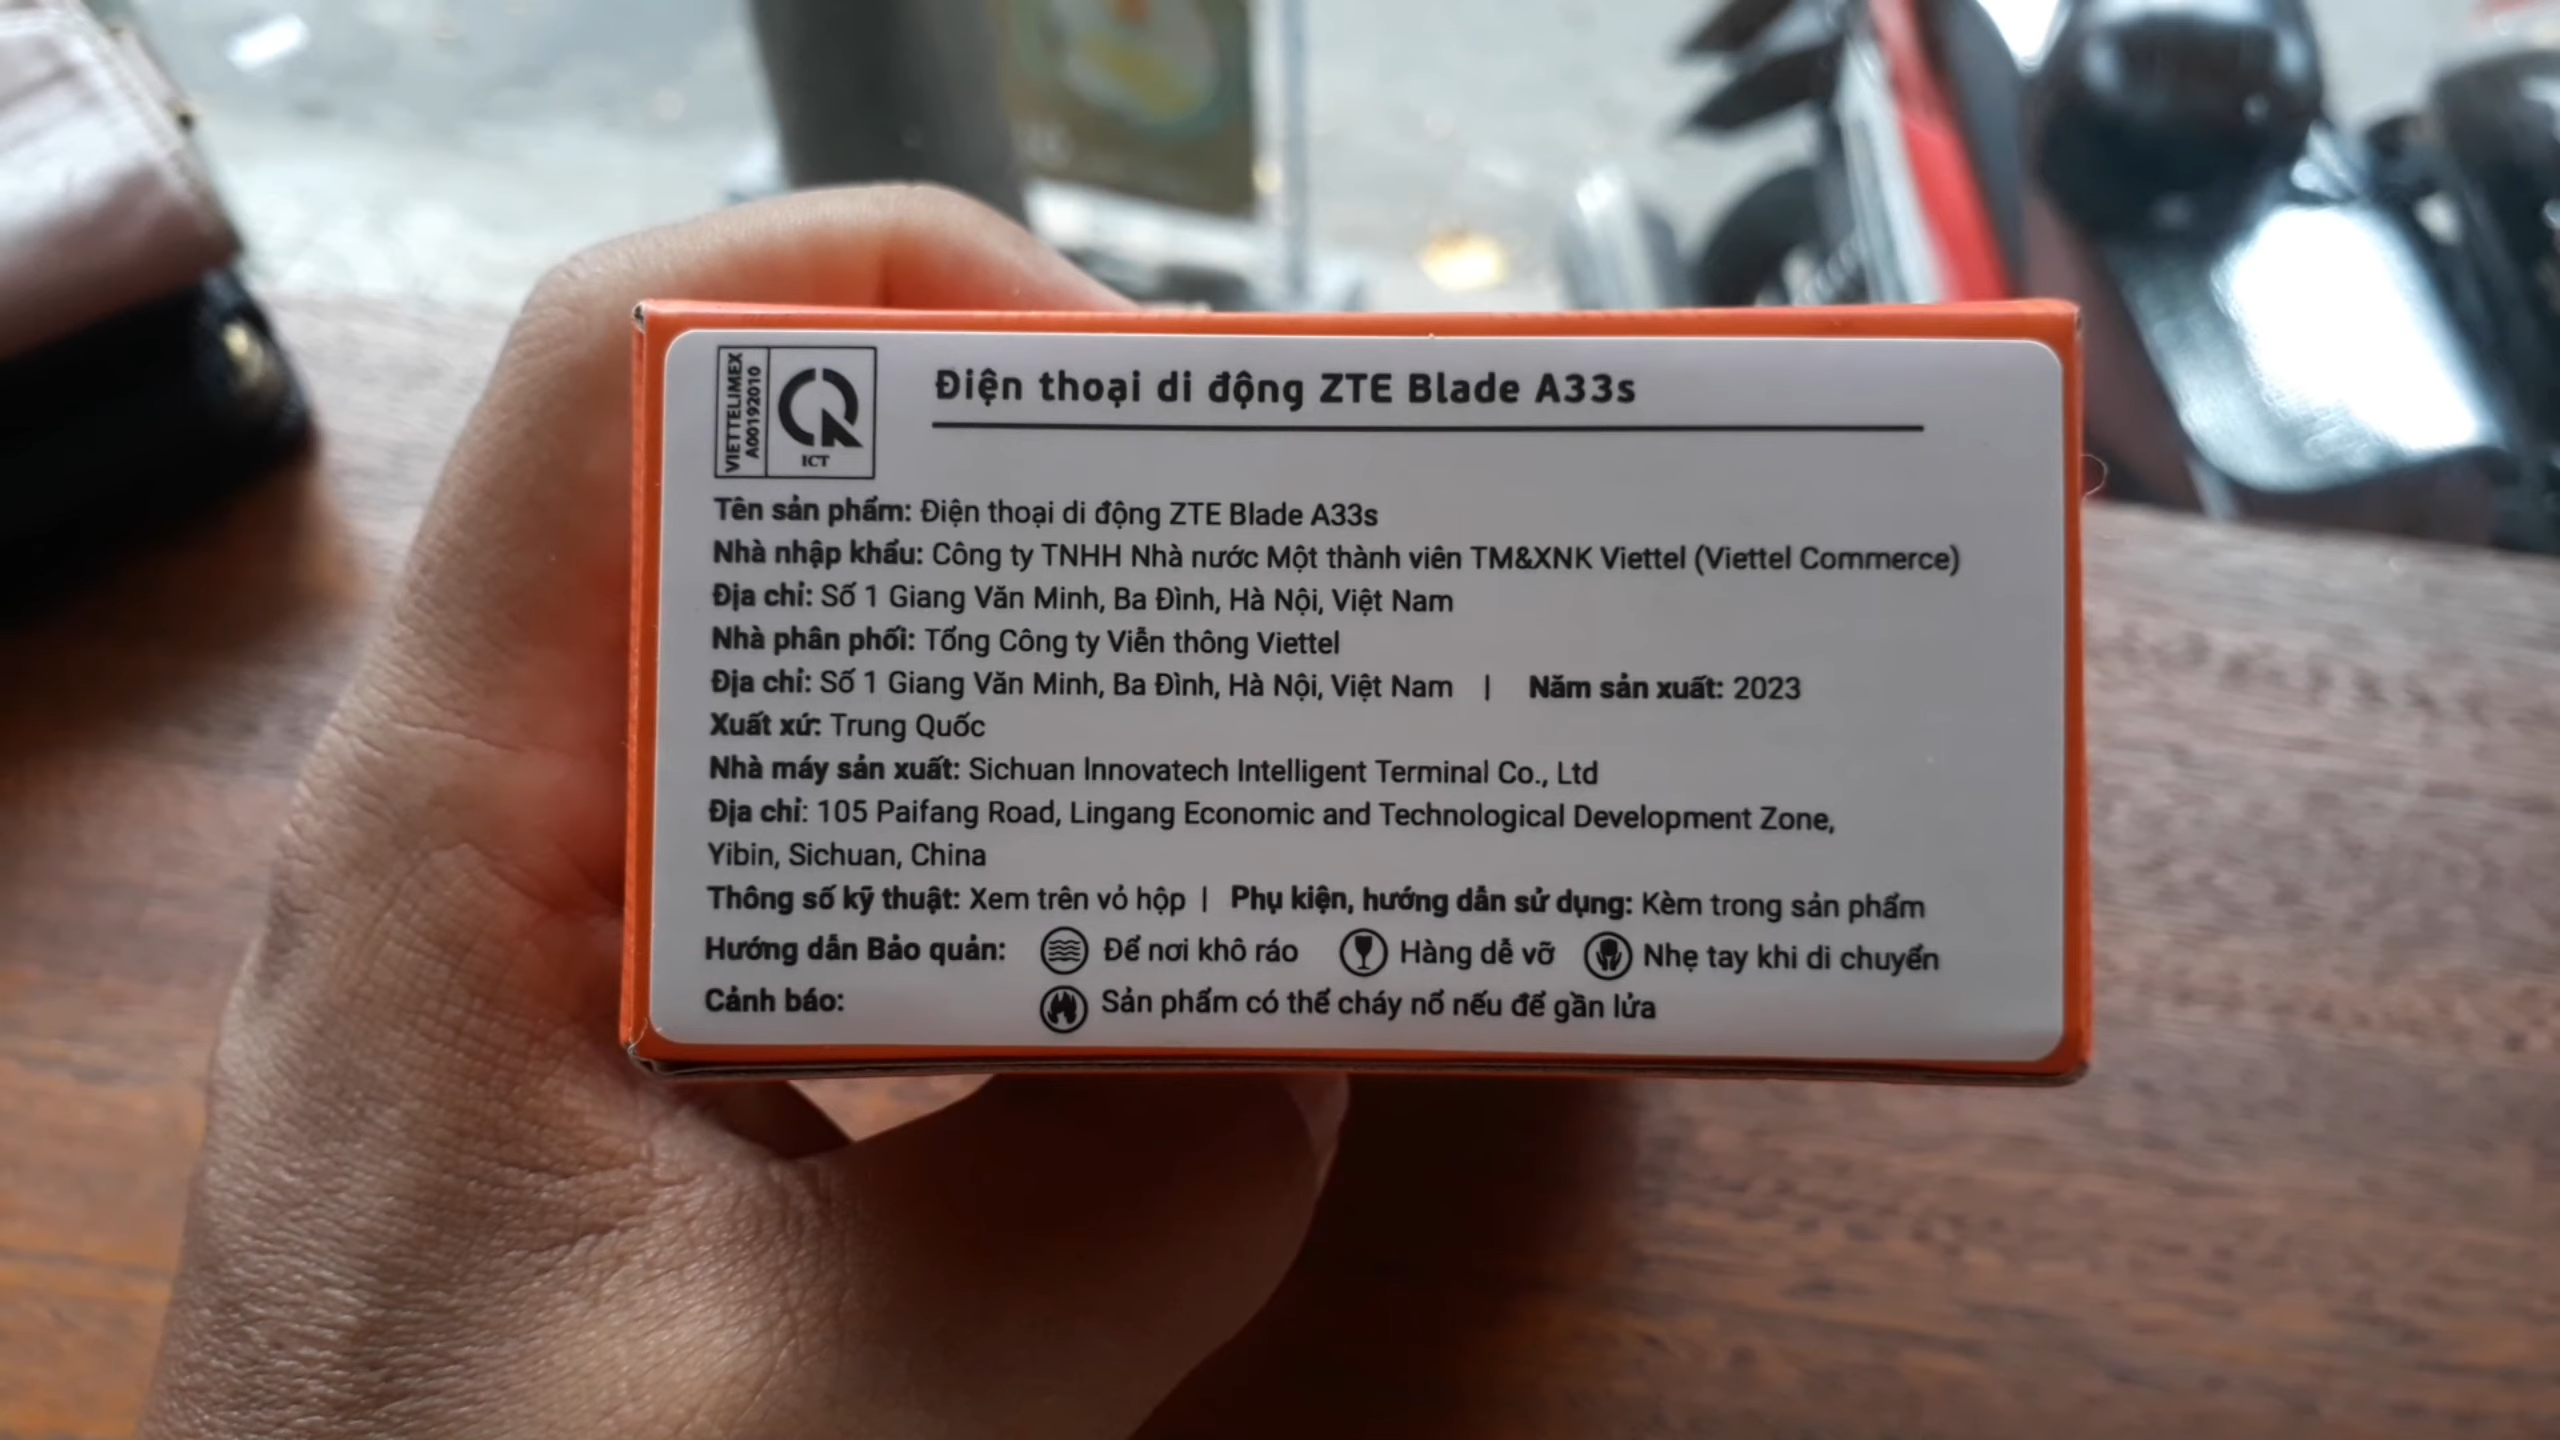 VIETTELIMEX
A00192010
ICT
Điện thoại di động ZTE Blade A33s
Tên sản phẩm: Điện thoại di động ZTE Blade A33s
Nhà nhập khẩu: Công ty TNHH Nhà nước Một thành viên TM&XNK Viettel (Viettel Commerce)
Địa chỉ: Số 1 Giang Văn Minh, Ba Đình, Hà Nội, Việt Nam
Nhà phân phối: Tổng Công ty Viễn thông Viettel
Địa chỉ: Số 1 Giang Văn Minh, Ba Đình, Hà Nội, Việt Nam | Năm sản xuất: 2023
Xuất xứ: Trung Quốc
Nhà máy sản xuất: Sichuan Innovatech Intelligent Terminal Co., Ltd
Địa chỉ: 105 Paifang Road, Lingang Economic and Technological Development Zone,
Yibin, Sichuan, China
Thông số kỹ thuật: Xem trên vỏ hộp | Phụ kiện, hướng dẫn sử dụng: Kèm trong sản phẩm
Hướng dẫn Bảo quản: Để nơi khô ráo Hàng dễ vỡ Nhẹ tay khi di chuyển
Cảnh báo: Sản phẩm có thể cháy nổ nếu để gần lửa